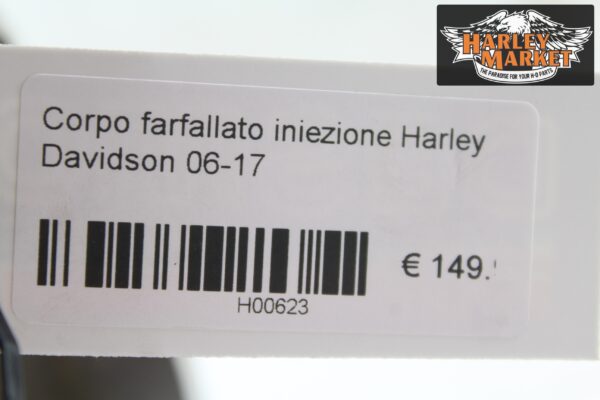 HARLEY
MARKET
THE PARADISE FOR YOUR H-D PARTS
Corpo farfallato iniezione Harley
Davidson 06-17
€ 149.
H00623